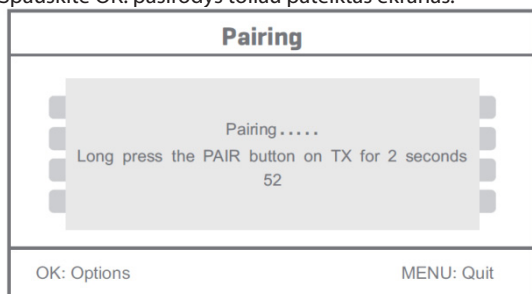 Spauskite OK. pasirodys toliau pateiktas ekranas.
Pairing
Pairing.....
Long press the PAIR button on TX for 2 seconds
52
OK: Options MENU: Quit